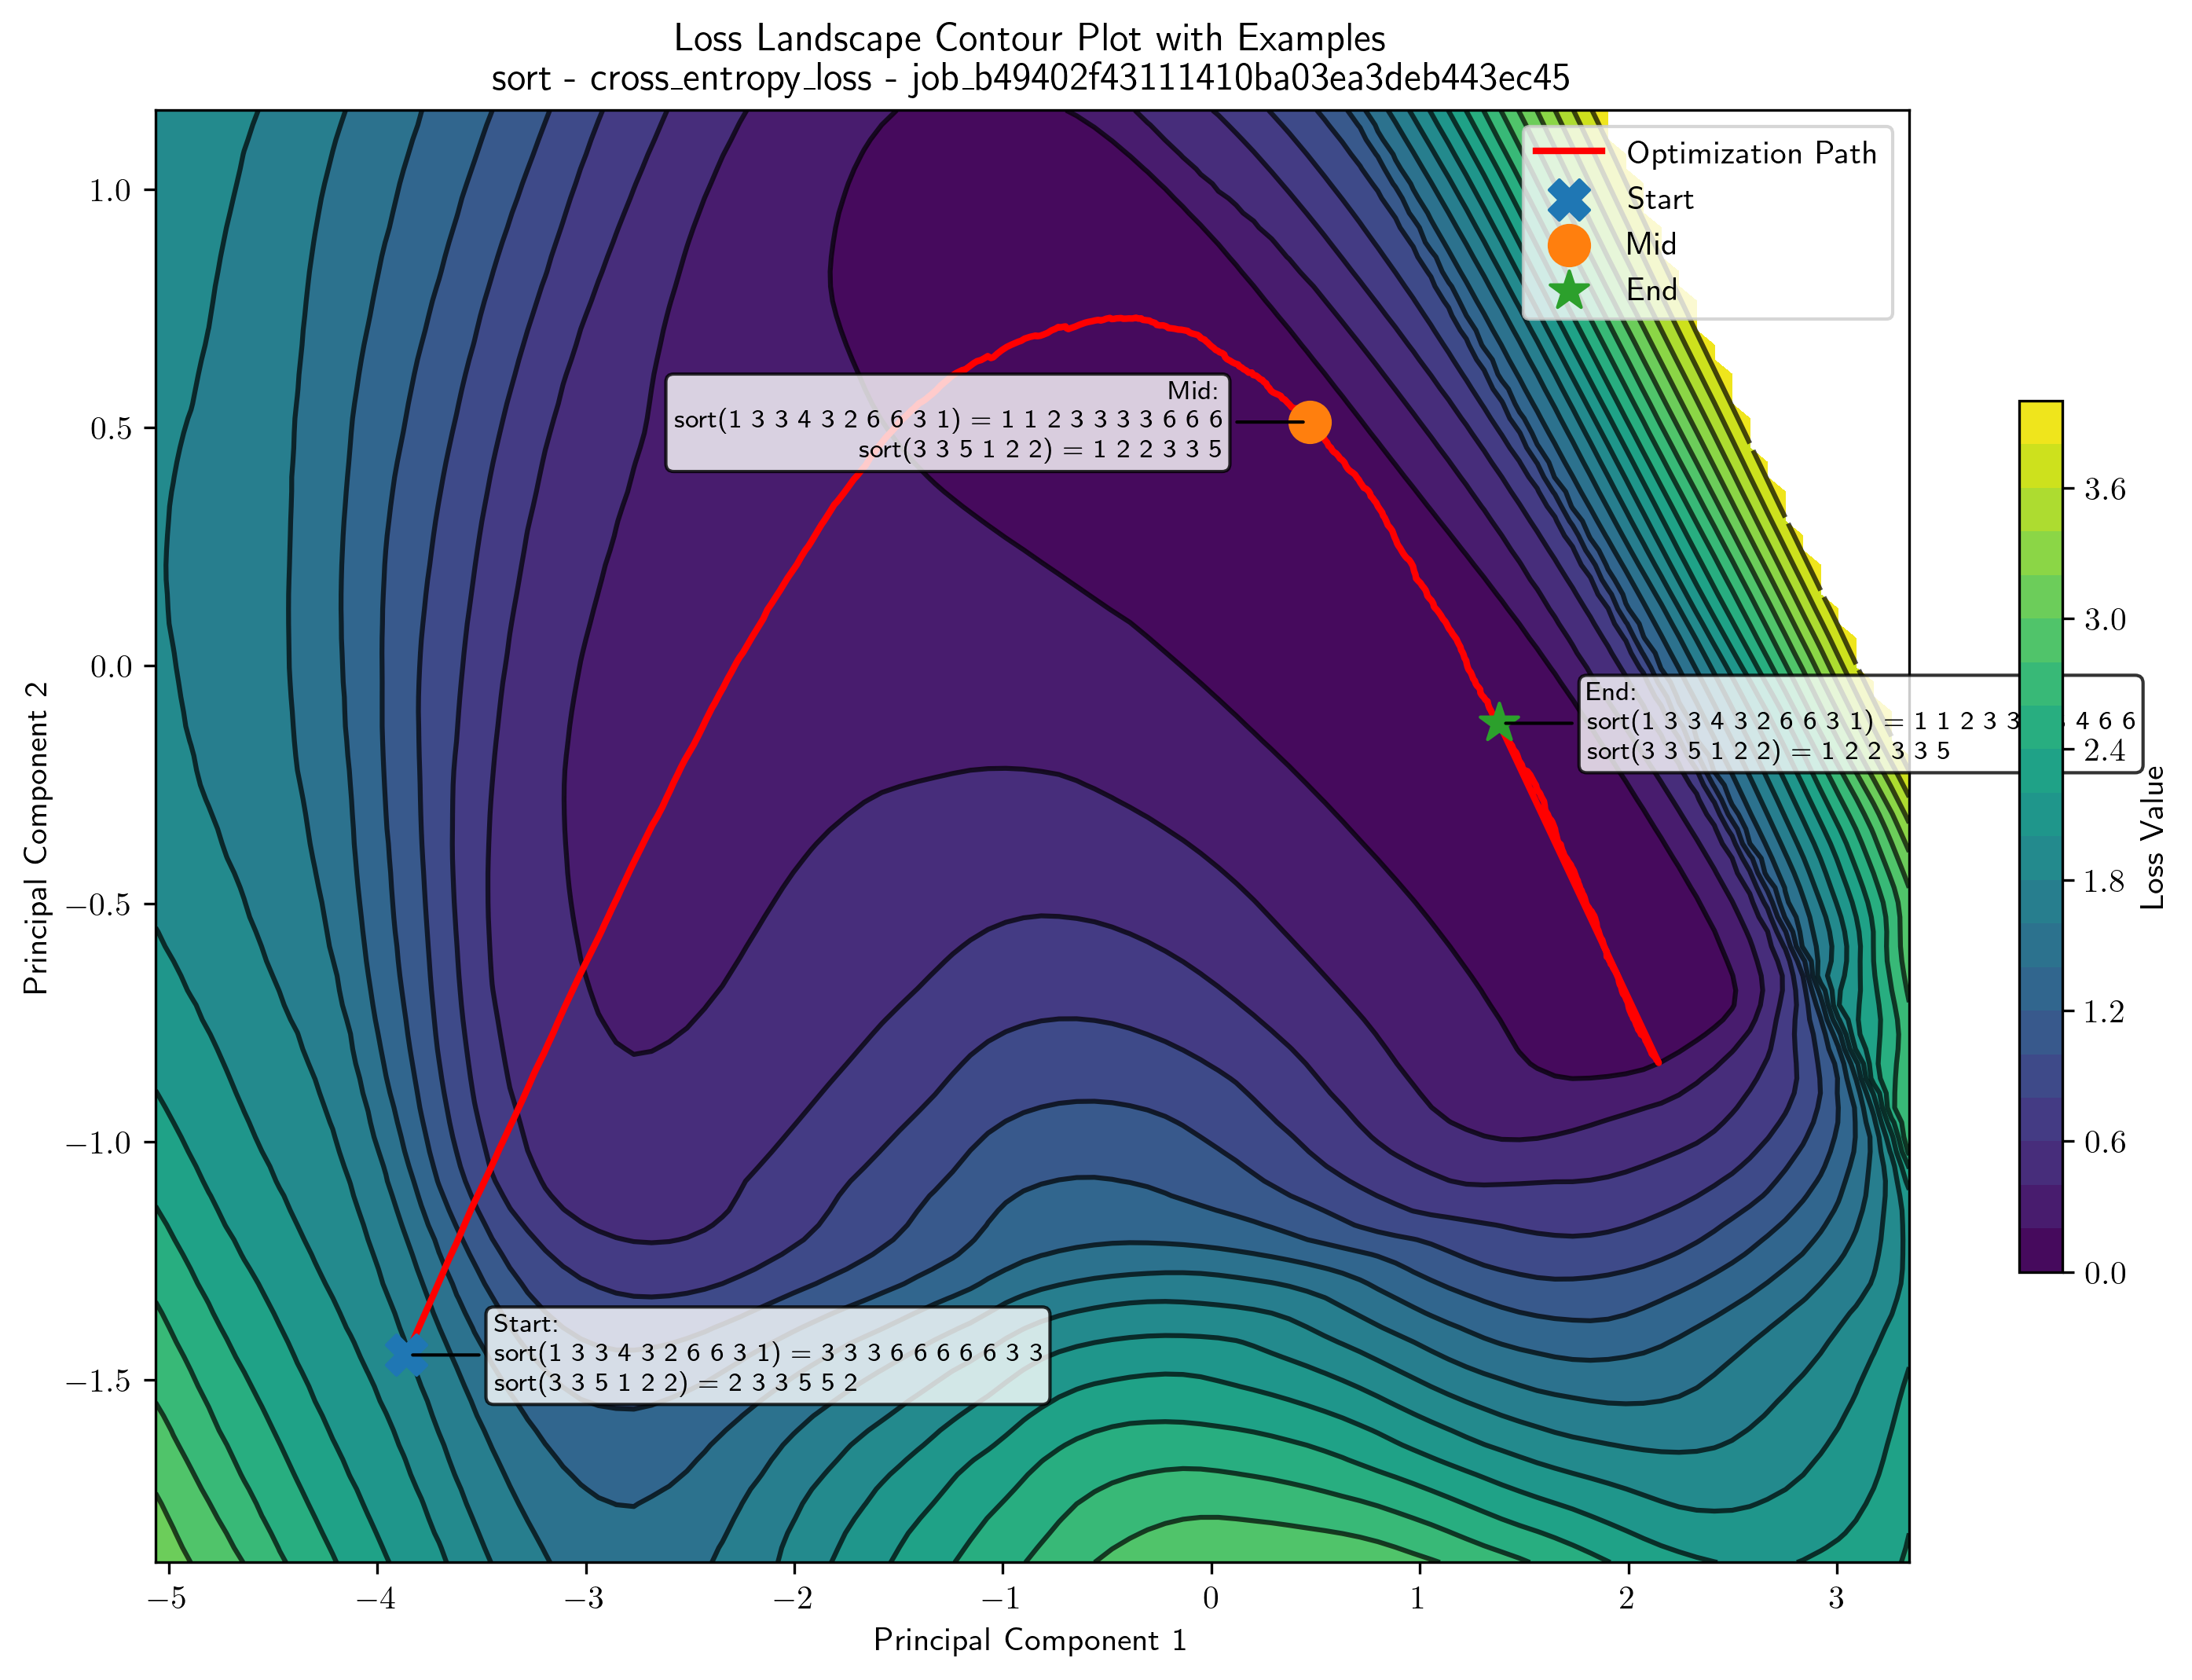 Loss Landscape Contour Plot with Examples
sort - cross_entropy_loss - job_b49402f43111410ba03ea3deb443ec45
Optimization Path
Start
Mid
End
Mid:
sort(1 3 3 4 3 2 6 6 3 1) = 1 1 2 3 3 3 3 6 6 6
sort(3 3 5 1 2 2) = 1 2 2 3 3 5
End:
sort(1 3 3 4 3 2 6 6 3 1) = 1 1 2 3 3 4 6 6
sort(3 3 5 1 2 2) = 1 2 2 3 3 5
Start:
sort(1 3 3 4 3 2 6 6 3 1) = 3 3 3 6 6 6 6 6 3 3
sort(3 3 5 1 2 2) = 2 3 3 5 5 2
1.0
0.5
0.0
−0.5
−1.0
−1.5
Principal Component 2
−5
−4
−3
−2
−1
0
1
2
3
Principal Component 1
3.6
3.0
2.4
1.8
1.2
0.6
0.0
Loss Value